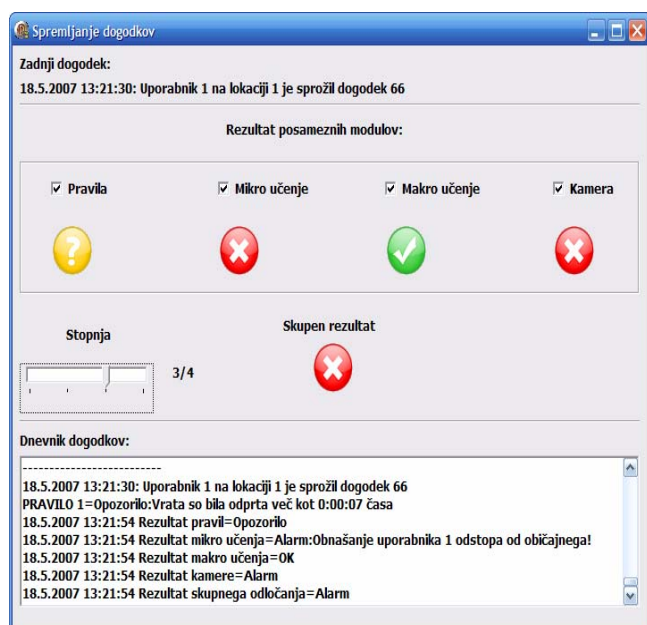 Spremljanje dogodkov
Zadnji dogodek:
18.5.2007 13:21:30: Uporabnik 1 na lokaciji 1 je sprožil dogodek 66
Rezultat posameznih modulov:
Pravila Mikro učenje Makro učenje Kamera
Stopnja
Skupen rezultat
3/4
Dnevnik dogodkov:
--------------------------
18.5.2007 13:21:30: Uporabnik 1 na lokaciji 1 je sprožil dogodek 66
PRAVILO 1=Opozorilo:Vrata so bila odprta več kot 0:00:07 časa
18.5.2007 13:21:54 Rezultat pravil=Opozorilo
18.5.2007 13:21:54 Rezultat mikro učenja=Alarm:Obnašanje uporabnika 1 odstopa od običajnega!
18.5.2007 13:21:54 Rezultat makro učenja=OK
18.5.2007 13:21:54 Rezultat kamere=Alarm
18.5.2007 13:21:54 Rezultat skupnega odločanja=Alarm